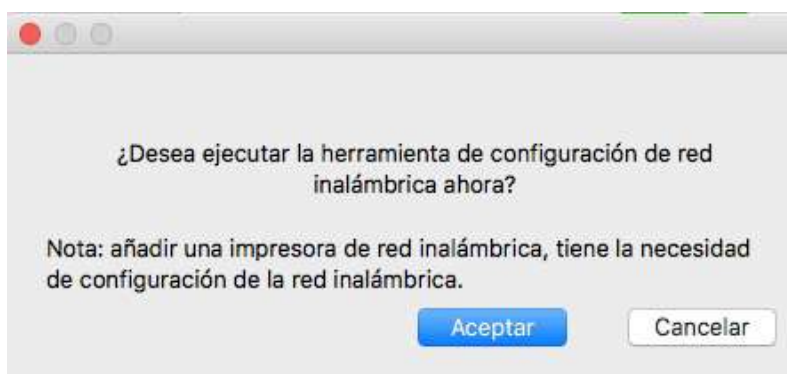 ¿Desea ejecutar la herramienta de configuración de red
inalámbrica ahora?
Nota: añadir una impresora de red inalámbrica, tiene la necesidad
de configuración de la red inalámbrica.
Aceptar
Cancelar